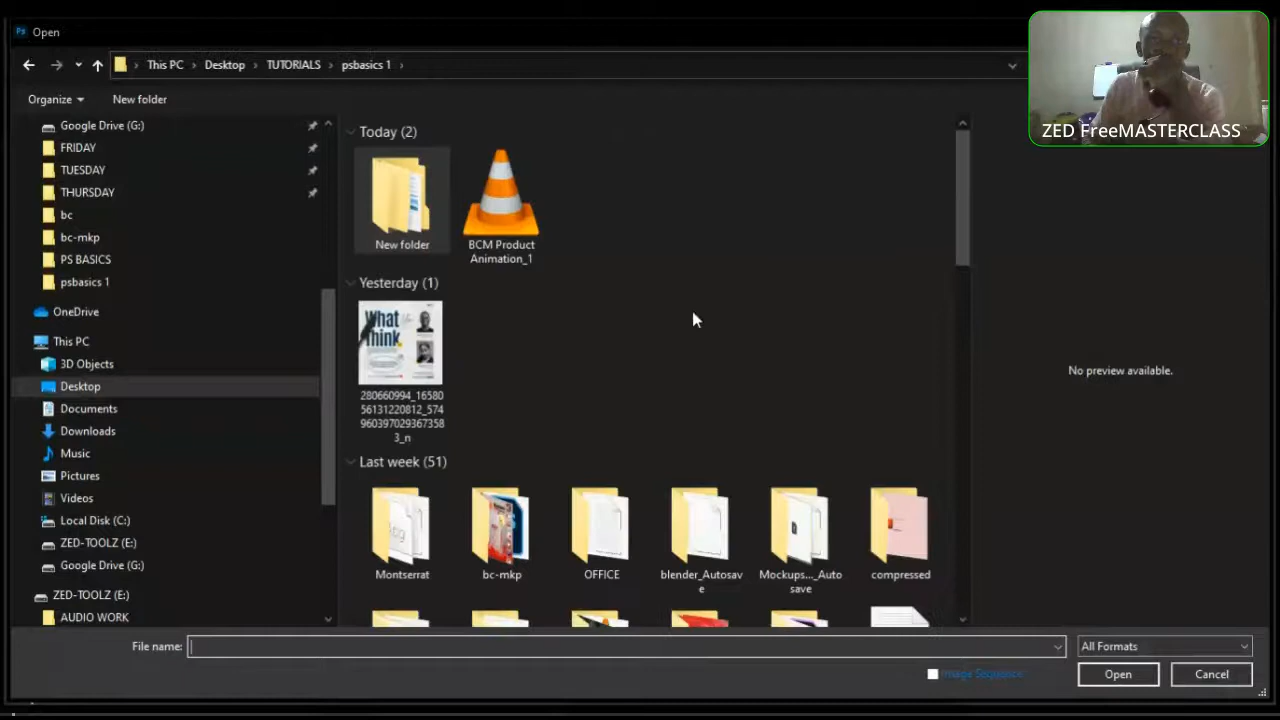 Open
This PC
Desktop
TUTORIALS
psbasics 1
Organize
New folder
Google Drive (G:)
FRIDAY
TUESDAY
THURSDAY
bc
bc-mkp
PS BASICS
psbasics 1
OneDrive
This PC
3D Objects
Desktop
Documents
Downloads
Music
Pictures
Videos
Local Disk (C:)
ZED-TOOLZ (E:)
Google Drive (G:)
ZED-TOOLZ (E:)
AUDIO WORK
Today (2)
New folder
BCM Product
Animation_1
Yesterday (1)
What
Think
280660994_16580
56131220812_574
960397029367358
3_n
Last week (51)
Montserrat
bc-mkp
OFFICE
blender_Autosav
e
Mockups..._Auto
save
compressed
No preview available.
ZED FreeMASTERCLASS
File name:
All Formats
Image Sequence
Open
Cancel